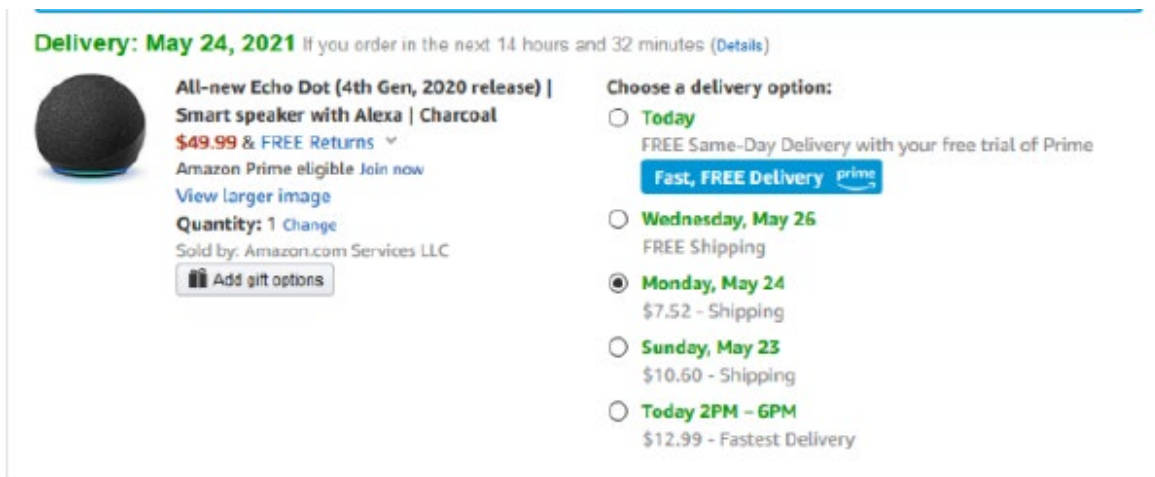 Delivery: May 24, 2021 If you order in the next 14 hours and 32 minutes (Details)
All-new Echo Dot (4th Gen, 2020 release) |
Smart speaker with Alexa | Charcoal
$49.99 & FREE Returns
Amazon Prime eligible Join now
View larger image
Quantity: 1 Change
Sold by: Amazon.com Services LLC
Add gift options
Choose a delivery option:
Today
FREE Same-Day Delivery with your free trial of Prime
Fast, FREE Delivery prime
Wednesday, May 26
FREE Shipping
Monday, May 24
$7.52 - Shipping
Sunday, May 23
$10.60 - Shipping
Today 2PM – 6PM
$12.99 - Fastest Delivery